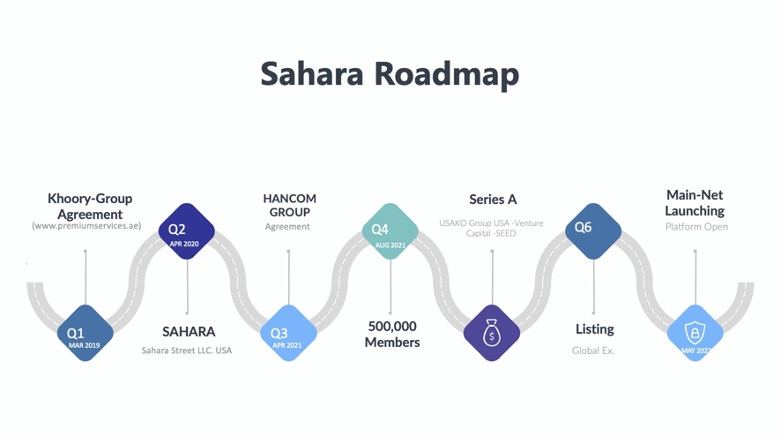 Sahara Roadmap
Khoory-Group
Agreement
(www.premiumservices.ae)
Q1
MAR 2019
Q2
APR 2020
SAHARA
Sahara Street LLC. USA
HANCOM
GROUP
Agreement
Q3
APR 2021
Q4
AUG 2021
500,000
Members
Series A
USAKO Group USA -Venture
Capital -SEED
$
Q6
Listing
Global Ex.
Main-Net
Launching
Platform Open
MAY